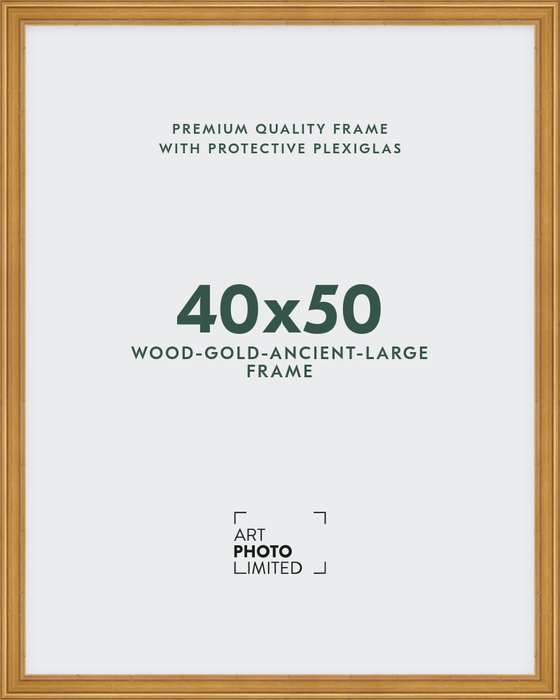 PREMIUM QUALITY FRAME
WITH PROTECTIVE PLEXIGLAS
40x50
WOOD-GOLD-ANCIENT-LARGE
FRAME
ART
PHOTO
LIMITED